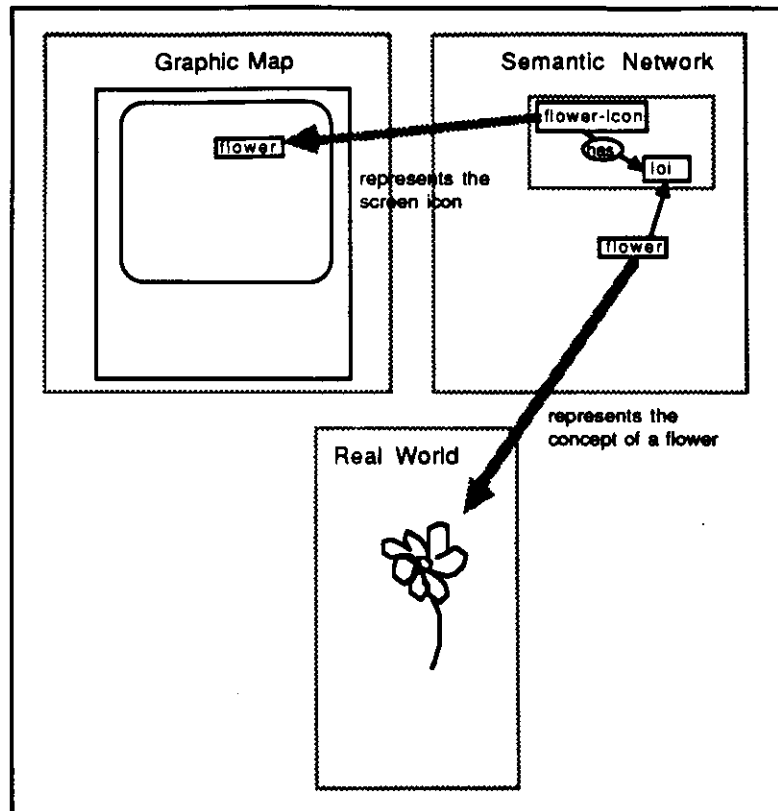 Graphic Map
Semantic Network
flower-icon
flower
has
loi
represents the
screen icon
flower
represents the
concept of a flower
Real World